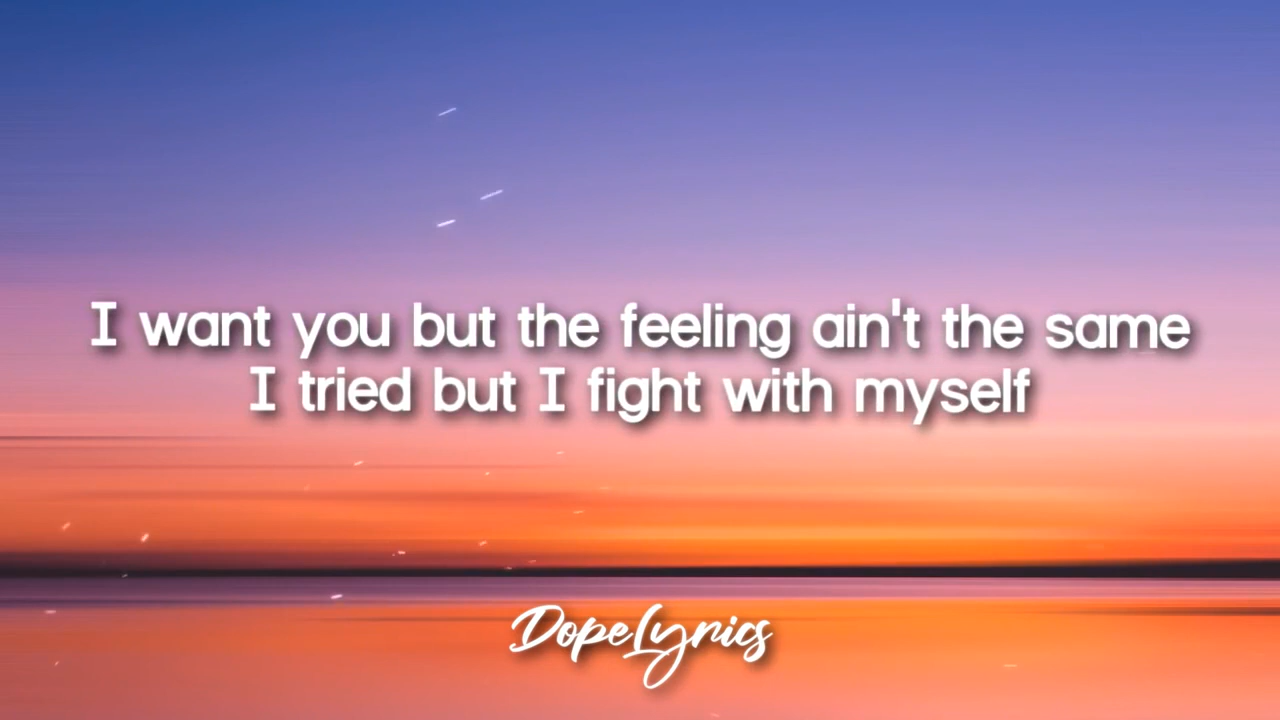 I want you but the feeling ain't the same
I tried but I fight with myself
DopeLyrics